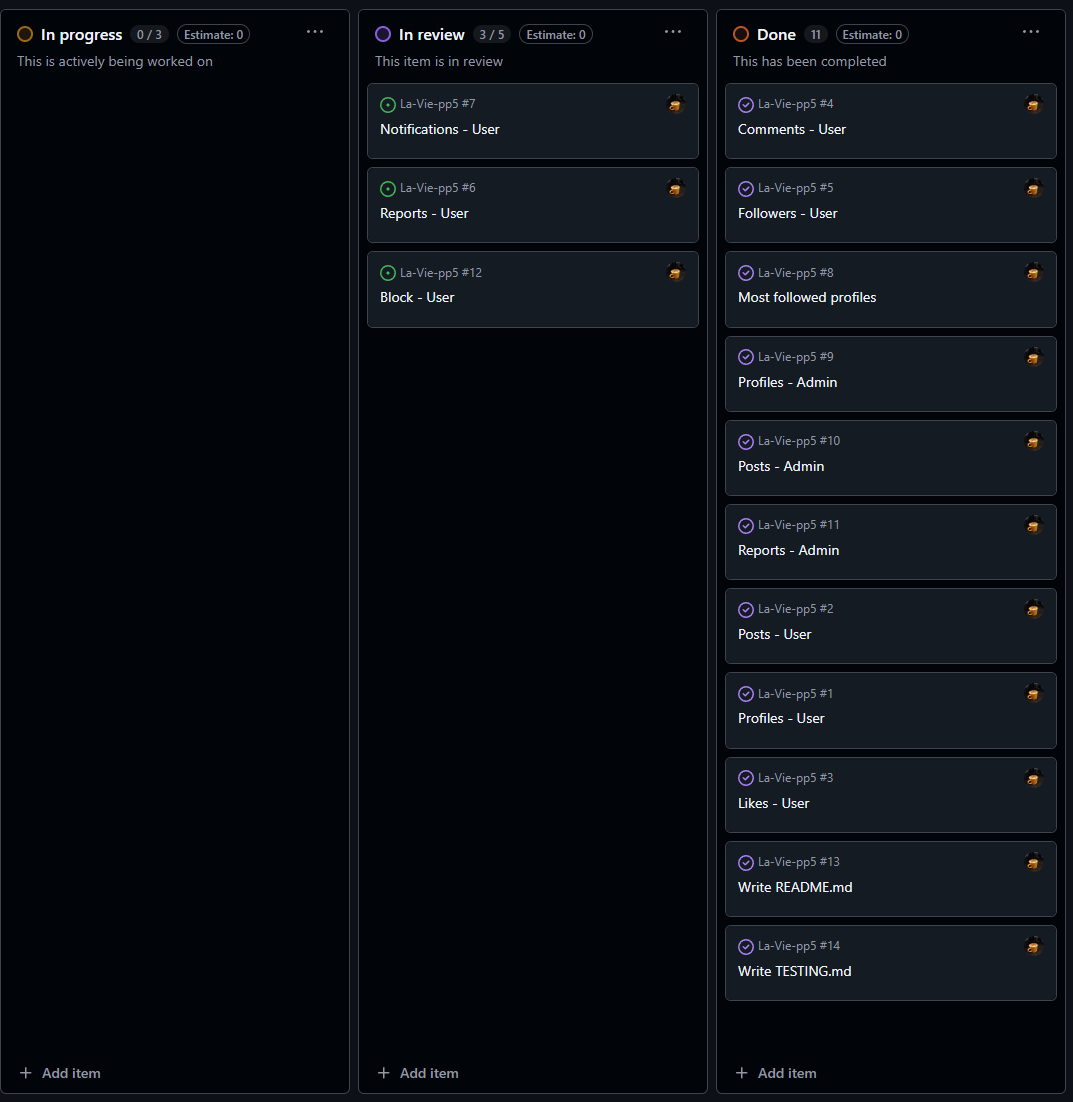 In progress 0 / 3 Estimate: 0 ...
This is actively being worked on
Add item
In review 3 / 5 Estimate: 0 ...
This item is in review
La-Vie-pp5 #7
Notifications - User
La-Vie-pp5 #6
Reports - User
La-Vie-pp5 #12
Block - User
Add item
Done 11 Estimate: 0 ...
This has been completed
La-Vie-pp5 #4
Comments - User
La-Vie-pp5 #5
Followers - User
La-Vie-pp5 #8
Most followed profiles
La-Vie-pp5 #9
Profiles - Admin
La-Vie-pp5 #10
Posts - Admin
La-Vie-pp5 #11
Reports - Admin
La-Vie-pp5 #2
Posts - User
La-Vie-pp5 #1
Profiles - User
La-Vie-pp5 #3
Likes - User
La-Vie-pp5 #13
Write README.md
La-Vie-pp5 #14
Write TESTING.md
Add item